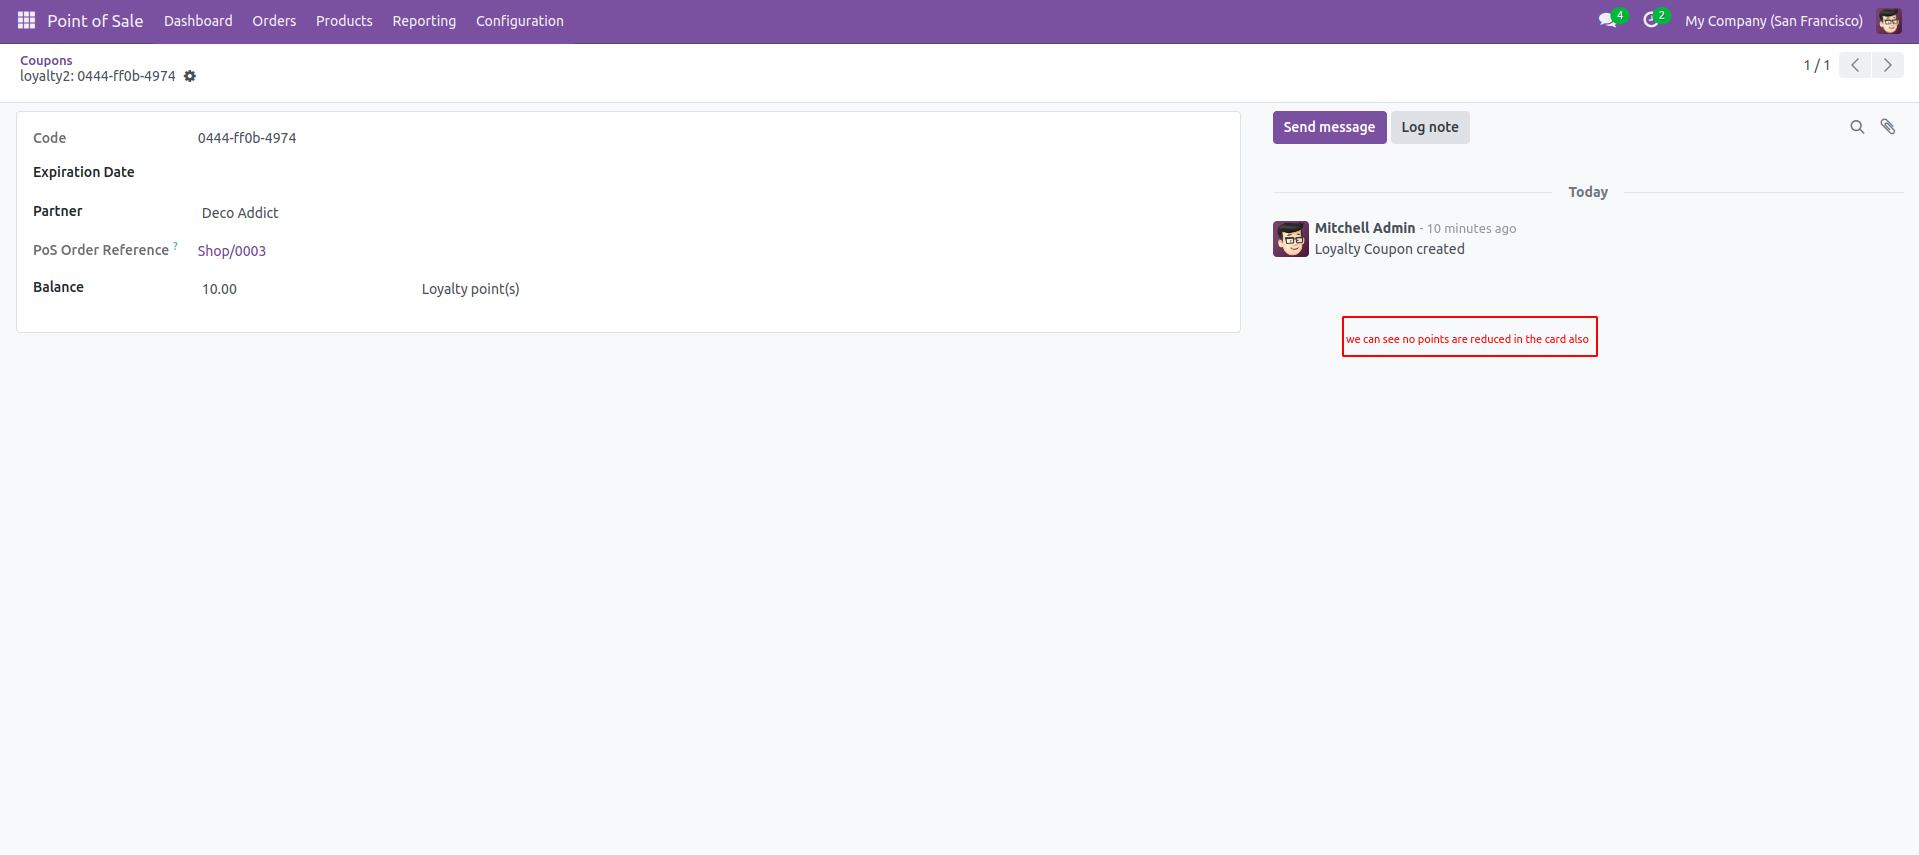 Point of Sale Dashboard Orders Products Reporting Configuration 4 2 My Company (San Francisco)
Coupons
loyalty2: 0444-ff0b-4974
1 / 1
Code 0444-ff0b-4974
Expiration Date
Partner Deco Addict
PoS Order Reference ? Shop/0003
Balance 10.00 Loyalty point(s)
Send message Log note
Today
Mitchell Admin - 10 minutes ago
Loyalty Coupon created
we can see no points are reduced in the card also